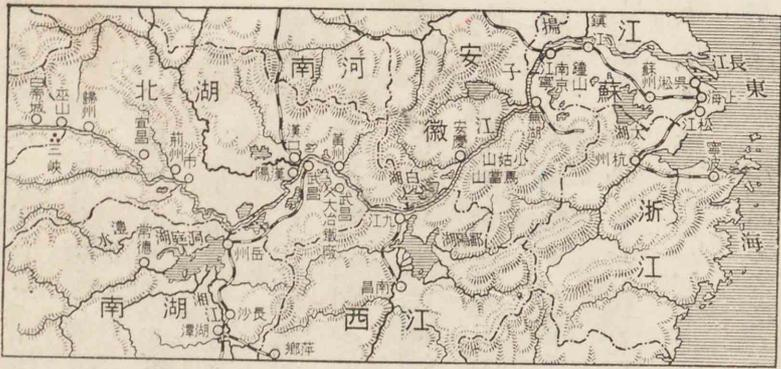 東海
長江
上海
吳淞
松江
蘇州
太湖
江蘇
鎮江
揚子江
鐘山
南京
江寧
蕪湖
杭州
寧波
浙江
安徽
安慶
小姑山
馬當山
白湖
九江
鄱陽湖
南昌
江西
河南
湖北
漢口
漢陽
武昌
黃州
武昌
大冶鐵廠
白帝城
巫山
歸州
三峽
宜昌
荊州
沙市
岳州
洞庭湖
常德
澧水
湖南
長沙
湘江
湘潭
萍鄉